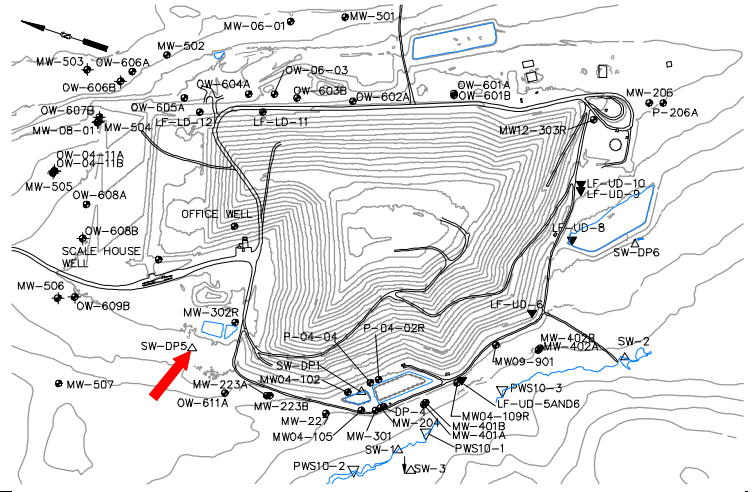 MW-501
MW-06-01
MW-502
MW-503
OW-606A
OW-606B
OW-604A
OW-06-03
OW-603B
OW-602A
OW-601A
OW-601B
MW-206
P-206A
OW-605A
LF-LD-12
LF-LD-11
OW-607B
MW-08-01
MW-504
MW12-303R
OW-04-11A
OW-04-11B
MW-505
OW-608A
LF-UD-10
LF-UD-9
OFFICE WELL
OW-608B
LF-UD-8
SCALE HOUSE
WELL
SW-DP6
MW-506
OW-609B
MW-302R
LF-UD-6
P-04-04
P-04-02R
SW-DP5
MW-402B
MW-402A
SW-2
SW-DP1
MW09-901
MW-507
MW-223A
MW04-102
PWS10-3
OW-611A
MW-223B
LF-UD-5AND6
MW-227
DP-4
MW04-109R
MW-204
MW-401B
MW04-105
MW-301
MW-401A
SW-1
PWS10-1
PWS10-2
SW-3